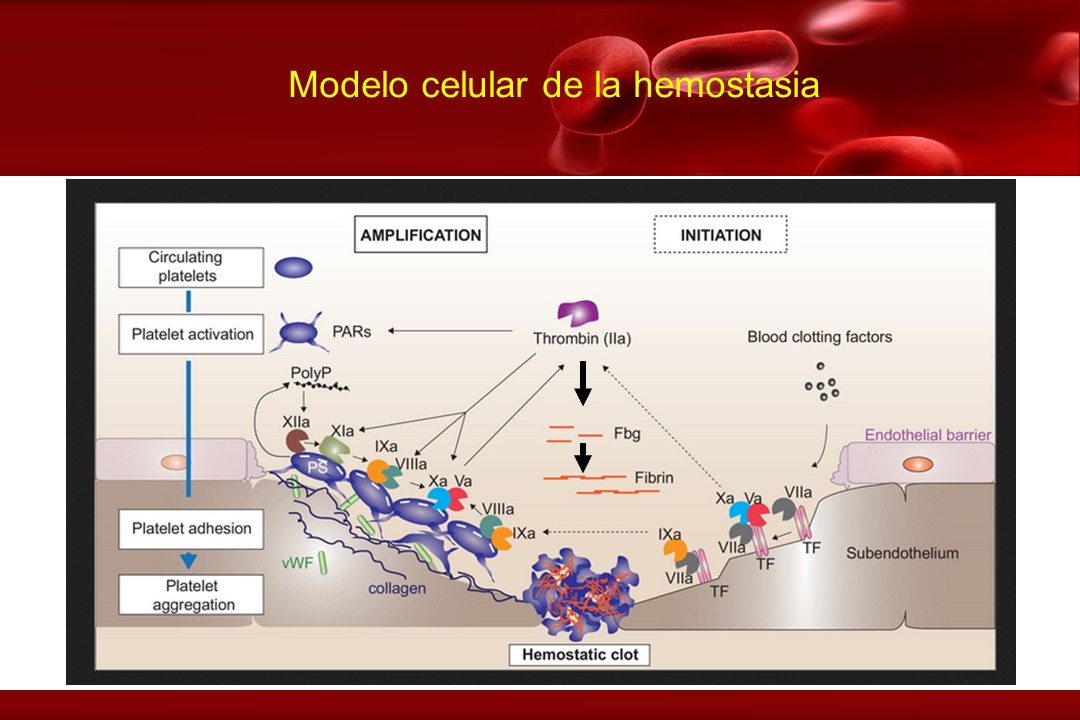 Modelo celular de la hemostasia
AMPLIFICATION
INITIATION
Circulating
platelets
Platelet activation
PARs
Thrombin (IIa)
Blood clotting factors
PolyP
XIIa
XIa
IXa
VIIIa
Xa Va
PS
VIIIa
IXa
Fbg
Fibrin
Endothelial barrier
Xa Va
VIIa
IXa
VIIa
TF
TF
VIIa
TF
Subendothelium
Platelet adhesion
Platelet
aggregation
vWF
collagen
Hemostatic clot